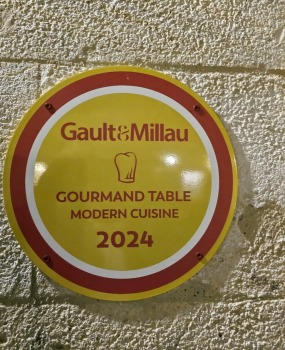 Gault&Millau
GOURMAND TABLE
MODERN CUISINE
2024